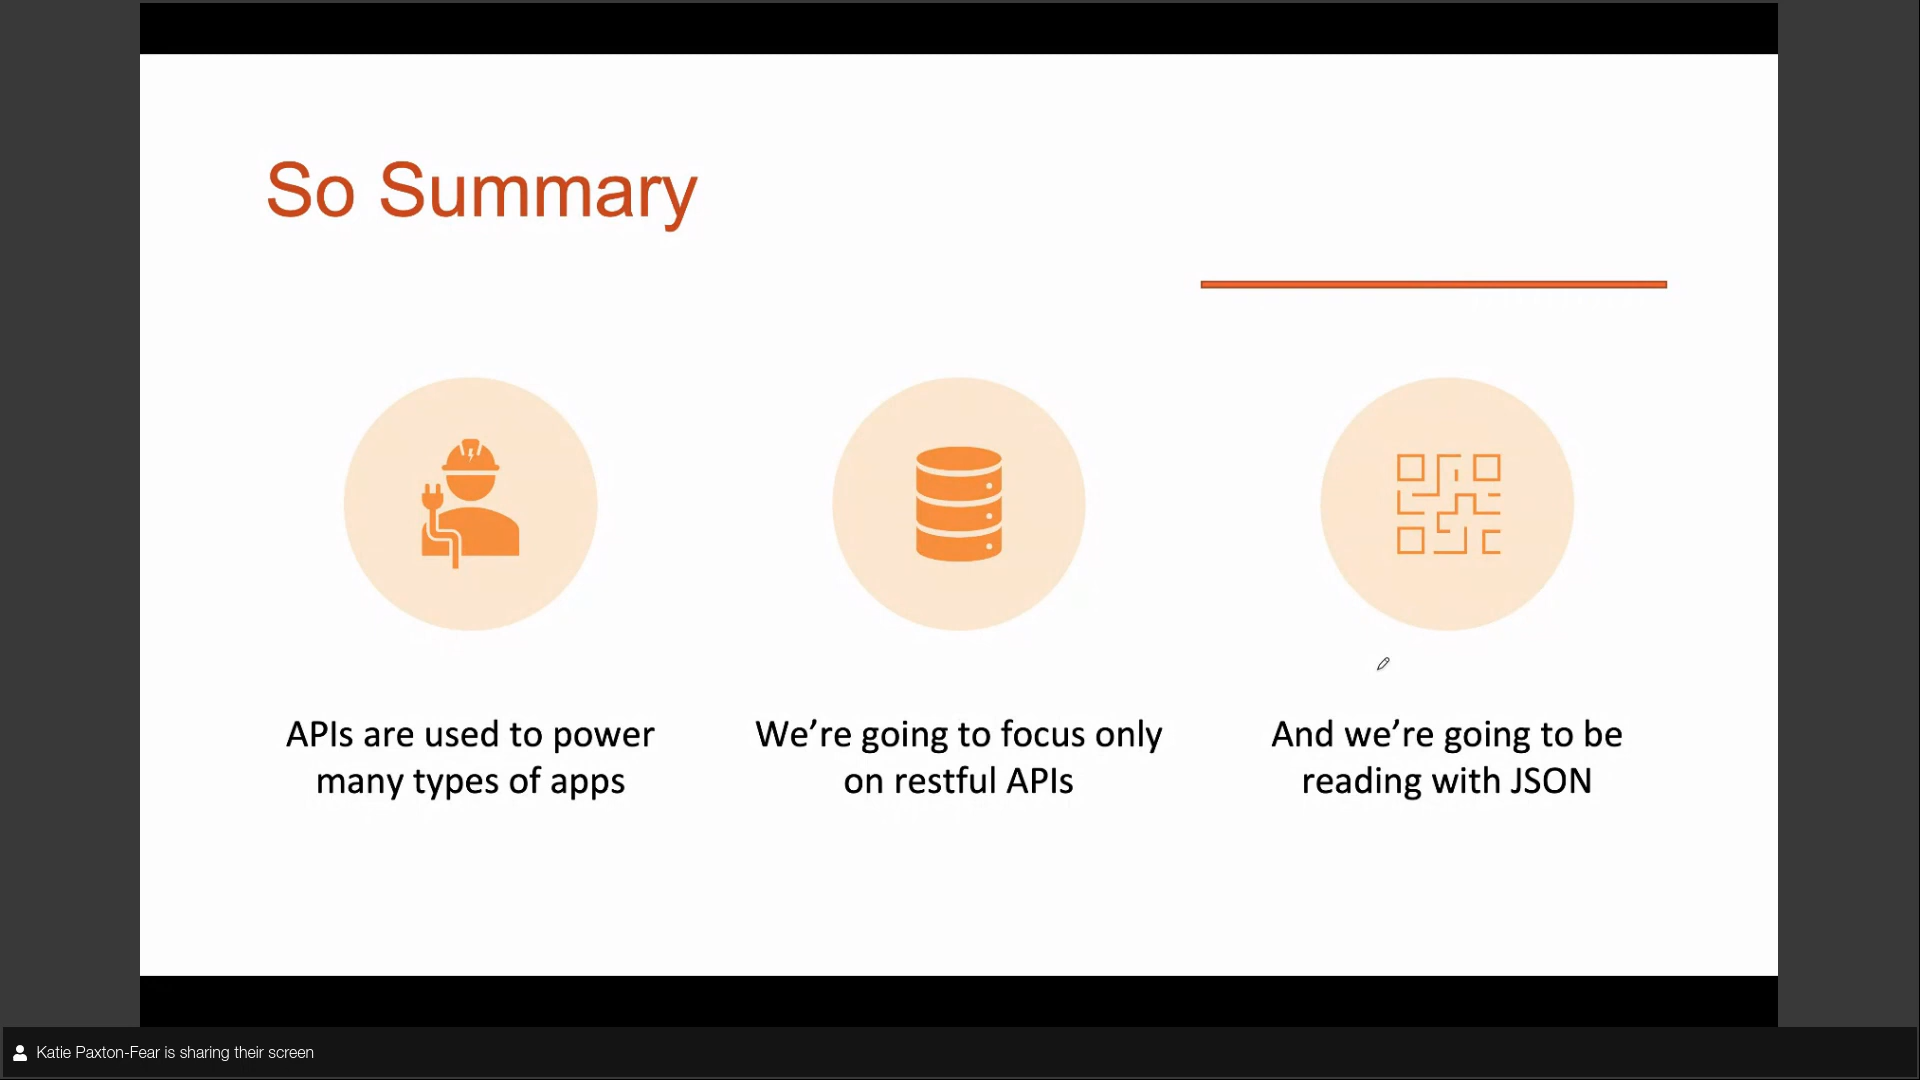 So Summary
APIs are used to power
many types of apps
We’re going to focus only
on restful APIs
And we’re going to be
reading with JSON
Katie Paxton-Fear is sharing their screen